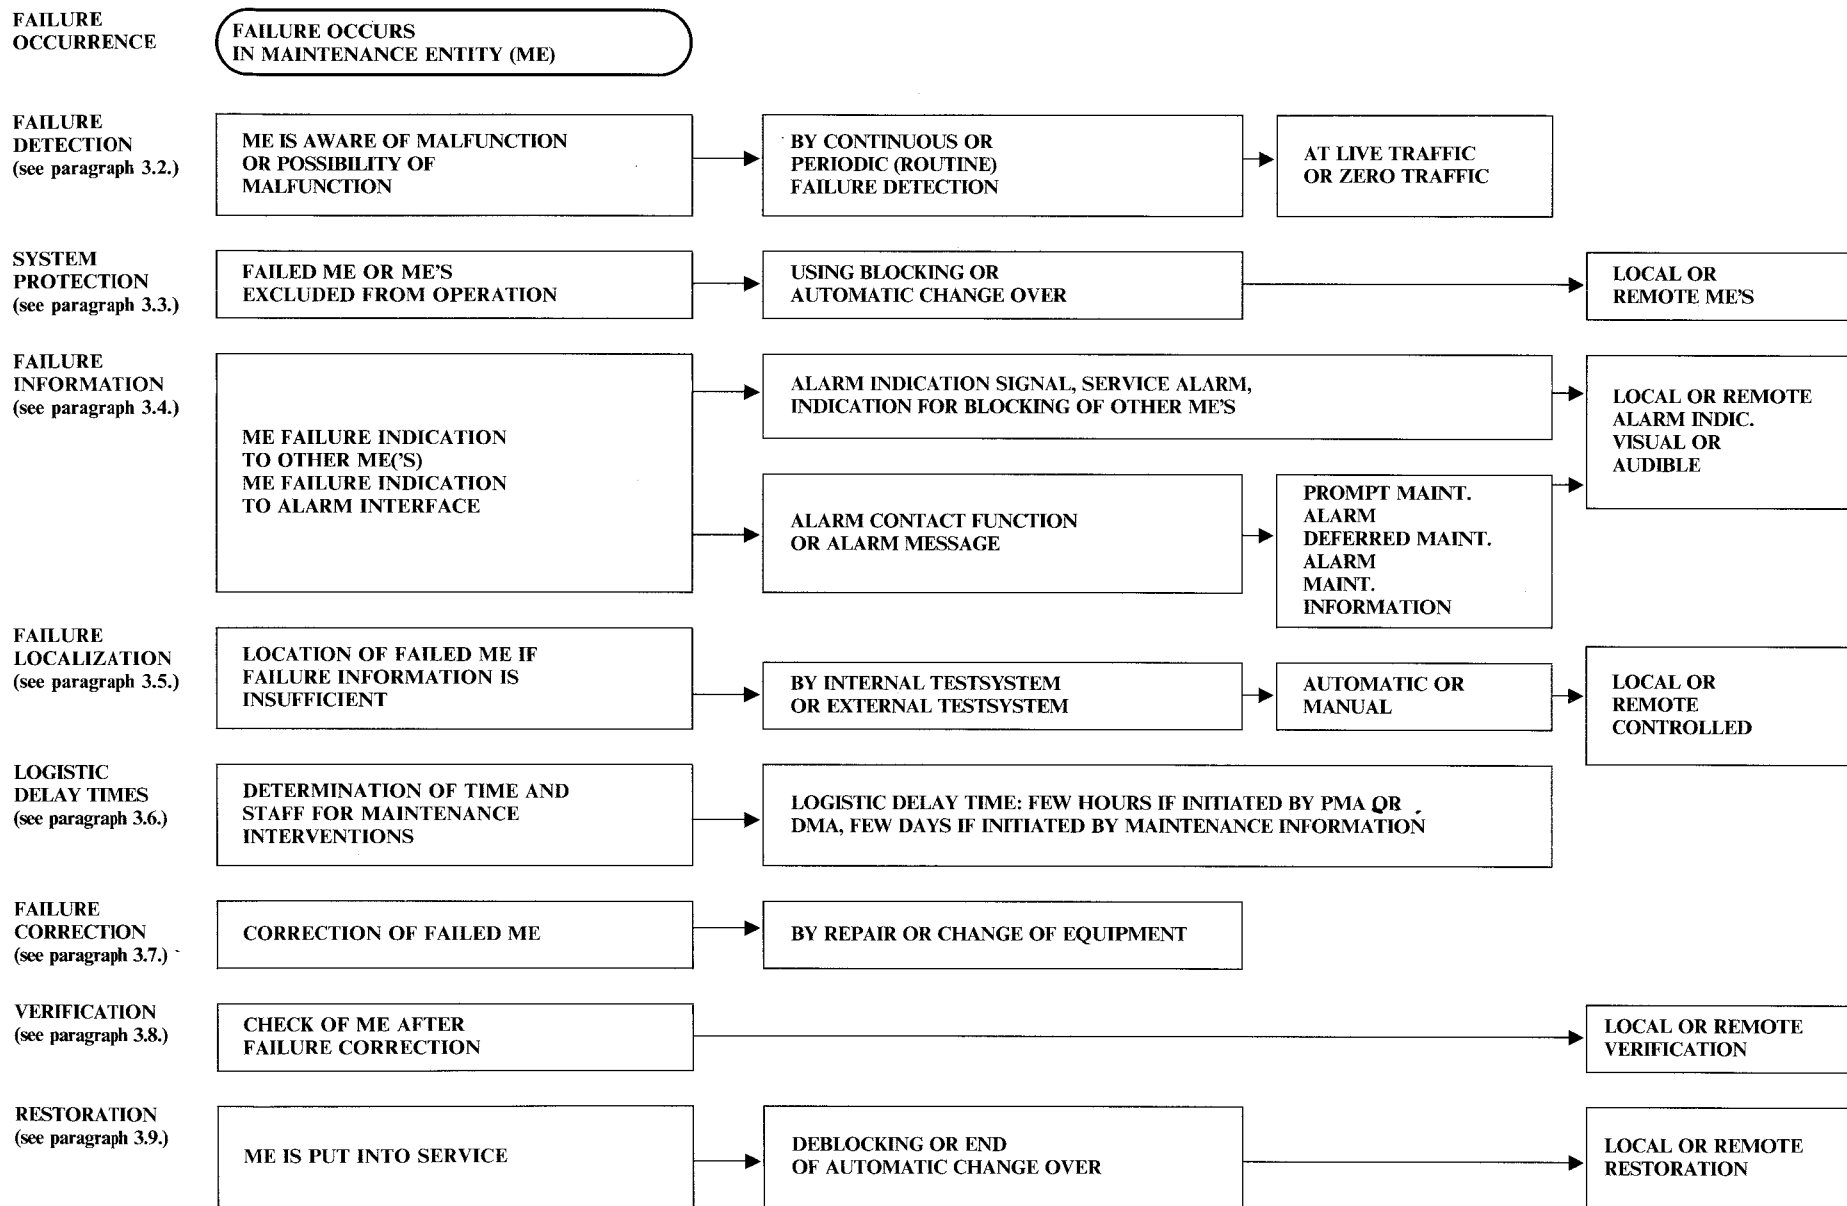 FAILURE
OCCURRENCE
FAILURE OCCURS
IN MAINTENANCE ENTITY (ME)
FAILURE
DETECTION
(see paragraph 3.2.)
ME IS AWARE OF MALFUNCTION
OR POSSIBILITY OF
MALFUNCTION
BY CONTINUOUS OR
PERIODIC (ROUTINE)
FAILURE DETECTION
AT LIVE TRAFFIC
OR ZERO TRAFFIC
SYSTEM
PROTECTION
(see paragraph 3.3.)
FAILED ME OR ME'S
EXCLUDED FROM OPERATION
USING BLOCKING OR
AUTOMATIC CHANGE OVER
LOCAL OR
REMOTE ME'S
FAILURE
INFORMATION
(see paragraph 3.4.)
ME FAILURE INDICATION
TO OTHER ME('S)
ME FAILURE INDICATION
TO ALARM INTERFACE
ALARM INDICATION SIGNAL, SERVICE ALARM,
INDICATION FOR BLOCKING OF OTHER ME'S
ALARM CONTACT FUNCTION
OR ALARM MESSAGE
PROMPT MAINT.
ALARM
DEFERRED MAINT.
ALARM
MAINT.
INFORMATION
LOCAL OR REMOTE
ALARM INDIC.
VISUAL OR
AUDIBLE
FAILURE
LOCALIZATION
(see paragraph 3.5.)
LOCATION OF FAILED ME IF
FAILURE INFORMATION IS
INSUFFICIENT
BY INTERNAL TESTSYSTEM
OR EXTERNAL TESTSYSTEM
AUTOMATIC OR
MANUAL
LOCAL OR
REMOTE
CONTROLLED
LOGISTIC
DELAY TIMES
(see paragraph 3.6.)
DETERMINATION OF TIME AND
STAFF FOR MAINTENANCE
INTERVENTIONS
LOGISTIC DELAY TIME: FEW HOURS IF INITIATED BY PMA OR
DMA, FEW DAYS IF INITIATED BY MAINTENANCE INFORMATION
FAILURE
CORRECTION
(see paragraph 3.7.)
CORRECTION OF FAILED ME
BY REPAIR OR CHANGE OF EQUIPMENT
VERIFICATION
(see paragraph 3.8.)
CHECK OF ME AFTER
FAILURE CORRECTION
LOCAL OR REMOTE
VERIFICATION
RESTORATION
(see paragraph 3.9.)
ME IS PUT INTO SERVICE
DEBLOCKING OR END
OF AUTOMATIC CHANGE OVER
LOCAL OR REMOTE
RESTORATION